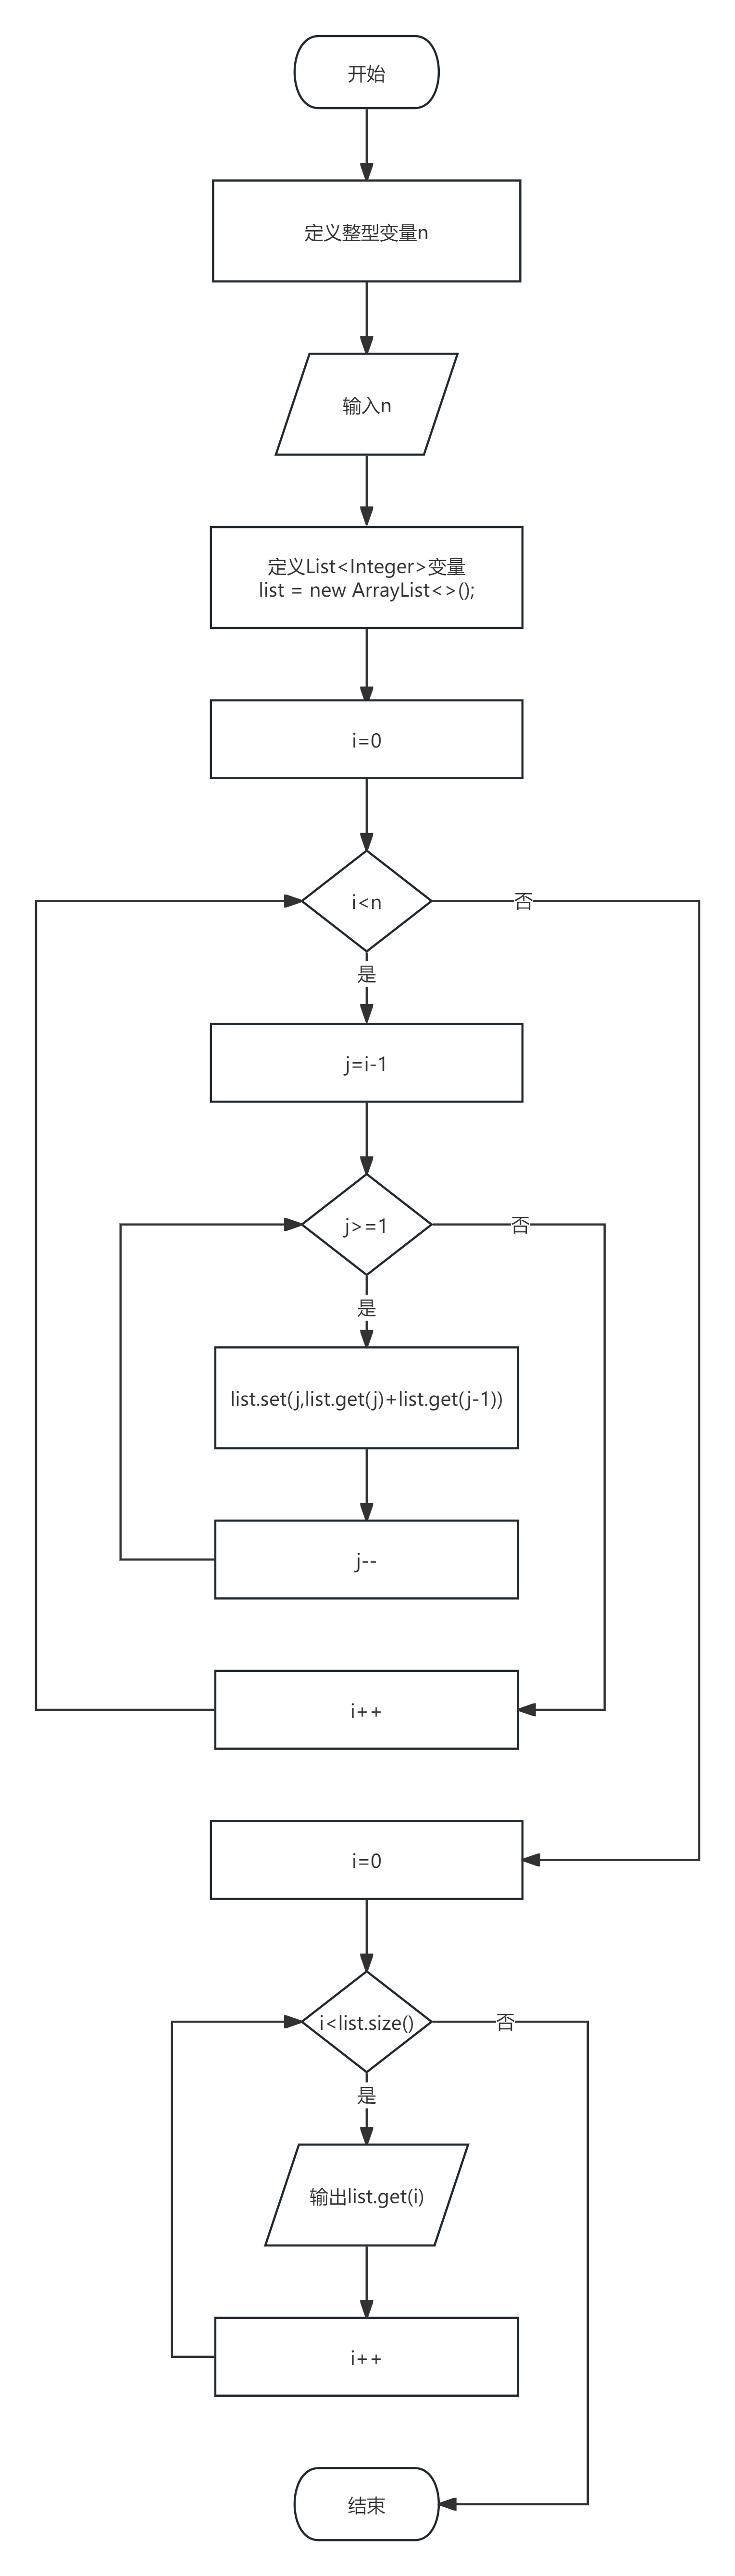 开始
定义整型变量n
输入n
定义List<Integer>变量
list = new ArrayList<>();
i=0
i<n
否
是
j=i-1
j>=1
否
是
list.set(j,list.get(j)+list.get(j-1))
j--
i++
i=0
i<list.size()
否
是
输出list.get(i)
i++
结束